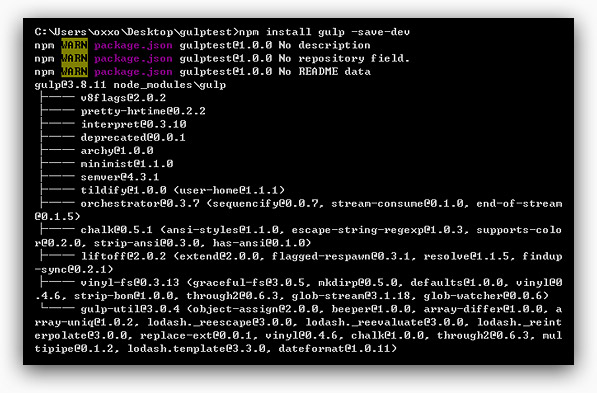 C:\Users\oxxo\Desktop\gulptest>npm install gulp -save-dev
npm WARN package.json gulptest@1.0.0 No description
npm WARN package.json gulptest@1.0.0 No repository field.
npm WARN package.json gulptest@1.0.0 No README data
gulp@3.8.11 node_modules\gulp
├──── v8flags@2.0.2
├──── pretty-hrtime@0.2.2
├──── interpret@0.3.10
├──── deprecated@0.0.1
├──── archy@1.0.0
├──── minimist@1.1.0
├──── semver@4.3.1
├──── tildify@1.0.0 (user-home@1.1.1)
├──── orchestrator@0.3.7 (sequencify@0.0.7, stream-consume@0.1.0, end-of-stream
@0.1.5)
├──── chalk@0.5.1 (ansi-styles@1.1.0, escape-string-regexp@1.0.3, supports-colo
r@0.2.0, strip-ansi@0.3.0, has-ansi@0.1.0)
├──── liftoff@2.0.2 (extend@2.0.0, flagged-respawn@0.3.1, resolve@1.1.5, findup
-sync@0.2.1)
├──── vinyl-fs@0.3.13 (graceful-fs@3.0.5, mkdirp@0.5.0, defaults@1.0.0, vinyl@0
.4.6, strip-bom@1.0.0, through2@0.6.3, glob-stream@3.1.18, glob-watcher@0.0.6)
└──── gulp-util@3.0.4 (object-assign@2.0.0, beeper@1.0.0, array-differ@1.0.0, a
rray-uniq@1.0.2, lodash._reescape@3.0.0, lodash._reevaluate@3.0.0, lodash._reint
erpolate@3.0.0, replace-ext@0.0.1, vinyl@0.4.6, chalk@1.0.0, through2@0.6.3, mul
tipipe@0.1.2, lodash.template@3.3.0, dateformat@1.0.11)